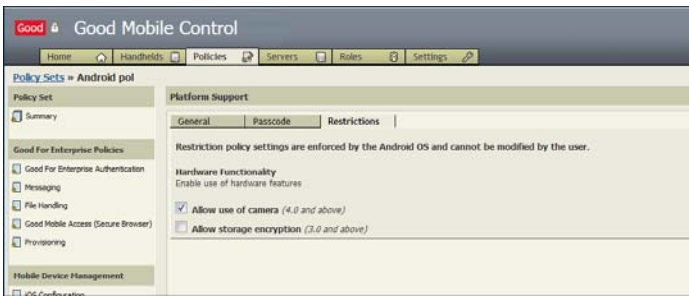 Good Good Mobile Control
Home Handhelds Policies Servers Roles Settings
Policy Sets » Android pol
Policy Set
Summary
Good For Enterprise Policies
Good For Enterprise Authentication
Messaging
File Handling
Good Mobile Access (Secure Browser)
Provisioning
Mobile Device Management
iOS Configuration
Platform Support
General Passcode Restrictions
Restriction policy settings are enforced by the Android OS and cannot be modified by the user.
Hardware Functionality
Enable use of hardware features
Allow use of camera (4.0 and above)
Allow storage encryption (3.0 and above)